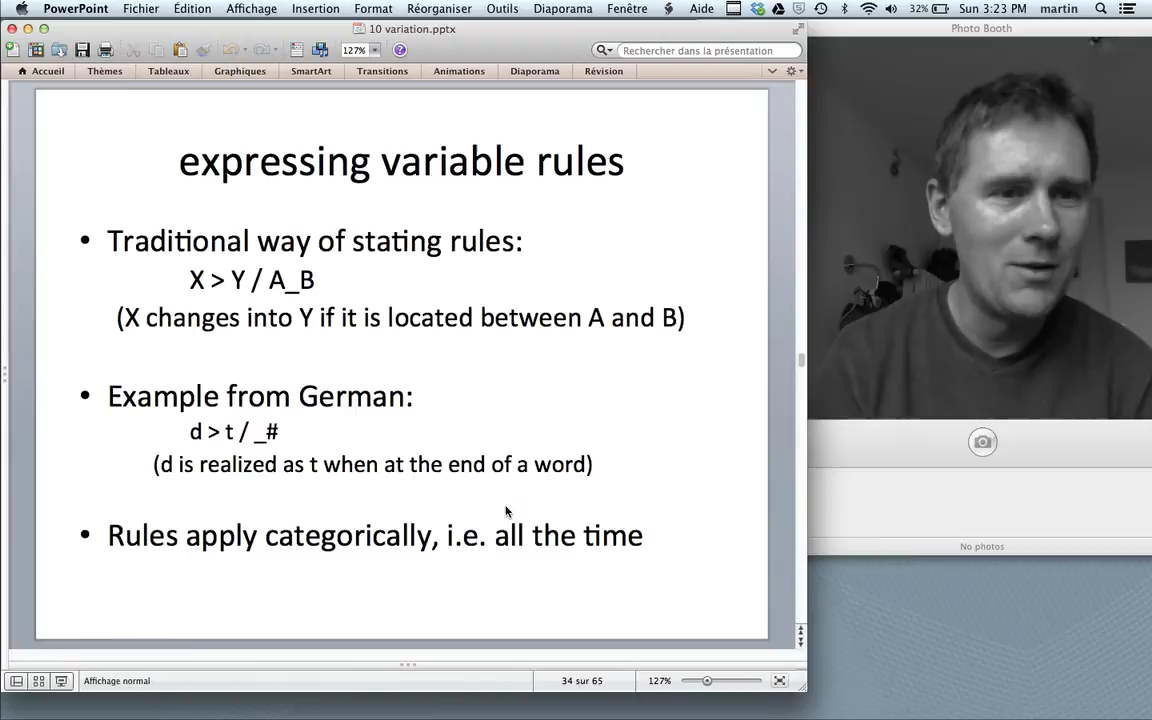 PowerPoint Fichier Édition Affichage Insertion Format Réorganiser Outils Diaporama Fenêtre Aide 32% Sun 3:23 PM martin
10 variation.pptx
Photo Booth
127% Rechercher dans la présentation
Accueil Thèmes Tableaux Graphiques SmartArt Transitions Animations Diaporama Révision
expressing variable rules
• Traditional way of stating rules:
X > Y / A_B
(X changes into Y if it is located between A and B)
• Example from German:
d > t / _#
(d is realized as t when at the end of a word)
• Rules apply categorically, i.e. all the time
No photos
Affichage normal 34 sur 65 127%